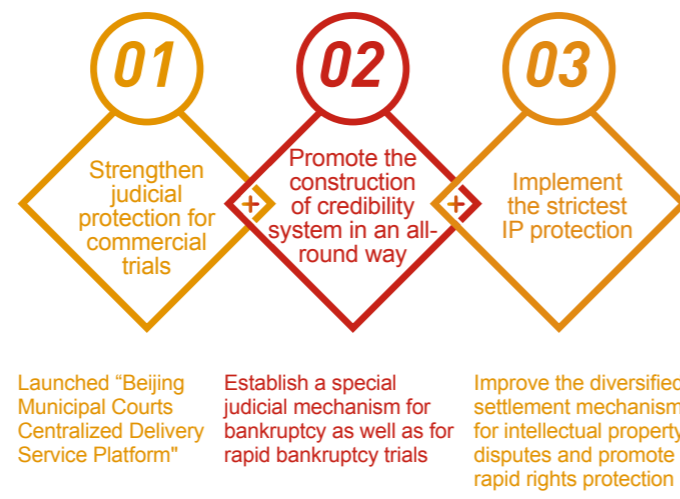 01
02
03
Strengthen
judicial
protection for
commercial
trials
+
Promote the
construction
of credibility
system in an all-
round way
+
Implement
the strictest
IP protection
Launched “Beijing
Municipal Courts
Centralized Delivery
Service Platform"
Establish a special
judicial mechanism for
bankruptcy as well as for
rapid bankruptcy trials
Improve the diversified
settlement mechanism
for intellectual property
disputes and promote
rapid rights protection